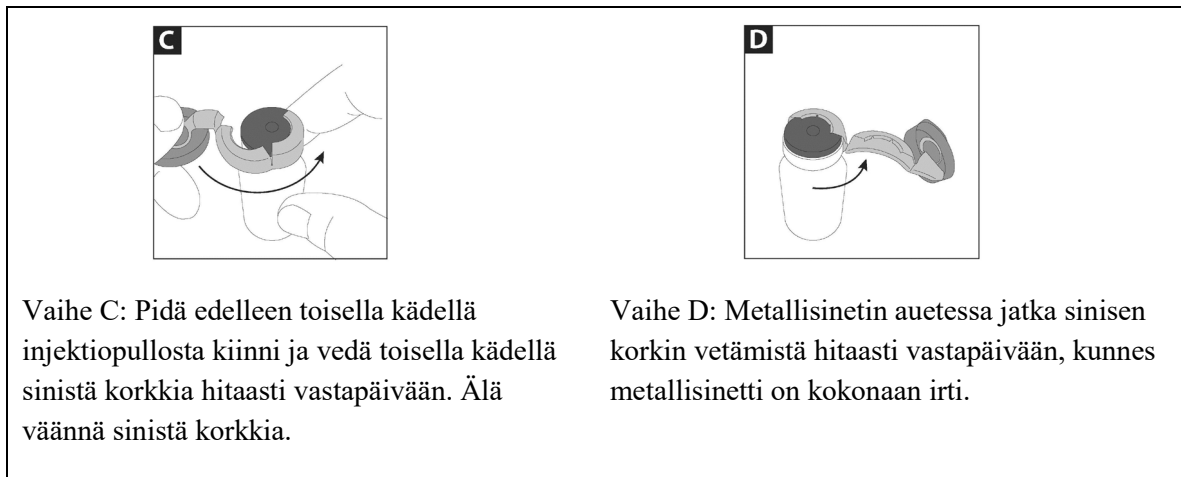 C
Vaihe C: Pidä edelleen toisella kädellä
injektiopullosta kiinni ja vedä toisella kädellä
sinistä korkkia hitaasti vastapäivään. Älä
väännä sinistä korkkia.
D
Vaihe D: Metallisinetin auetessa jatka sinisen
korkin vetämistä hitaasti vastapäivään, kunnes
metallisinetti on kokonaan irti.